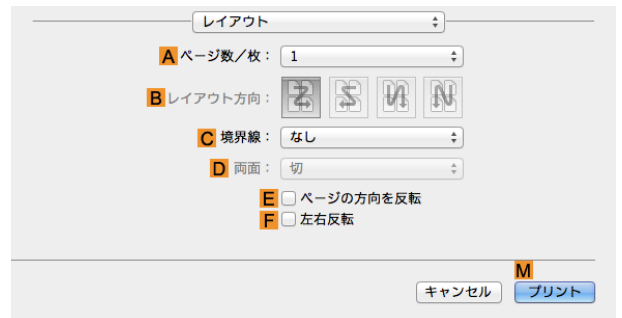 レイアウト
A ページ数／枚： 1
B レイアウト方向：
C 境界線： なし
D 両面： 切
E ページの方向を反転
F 左右反転
M
キャンセル プリント